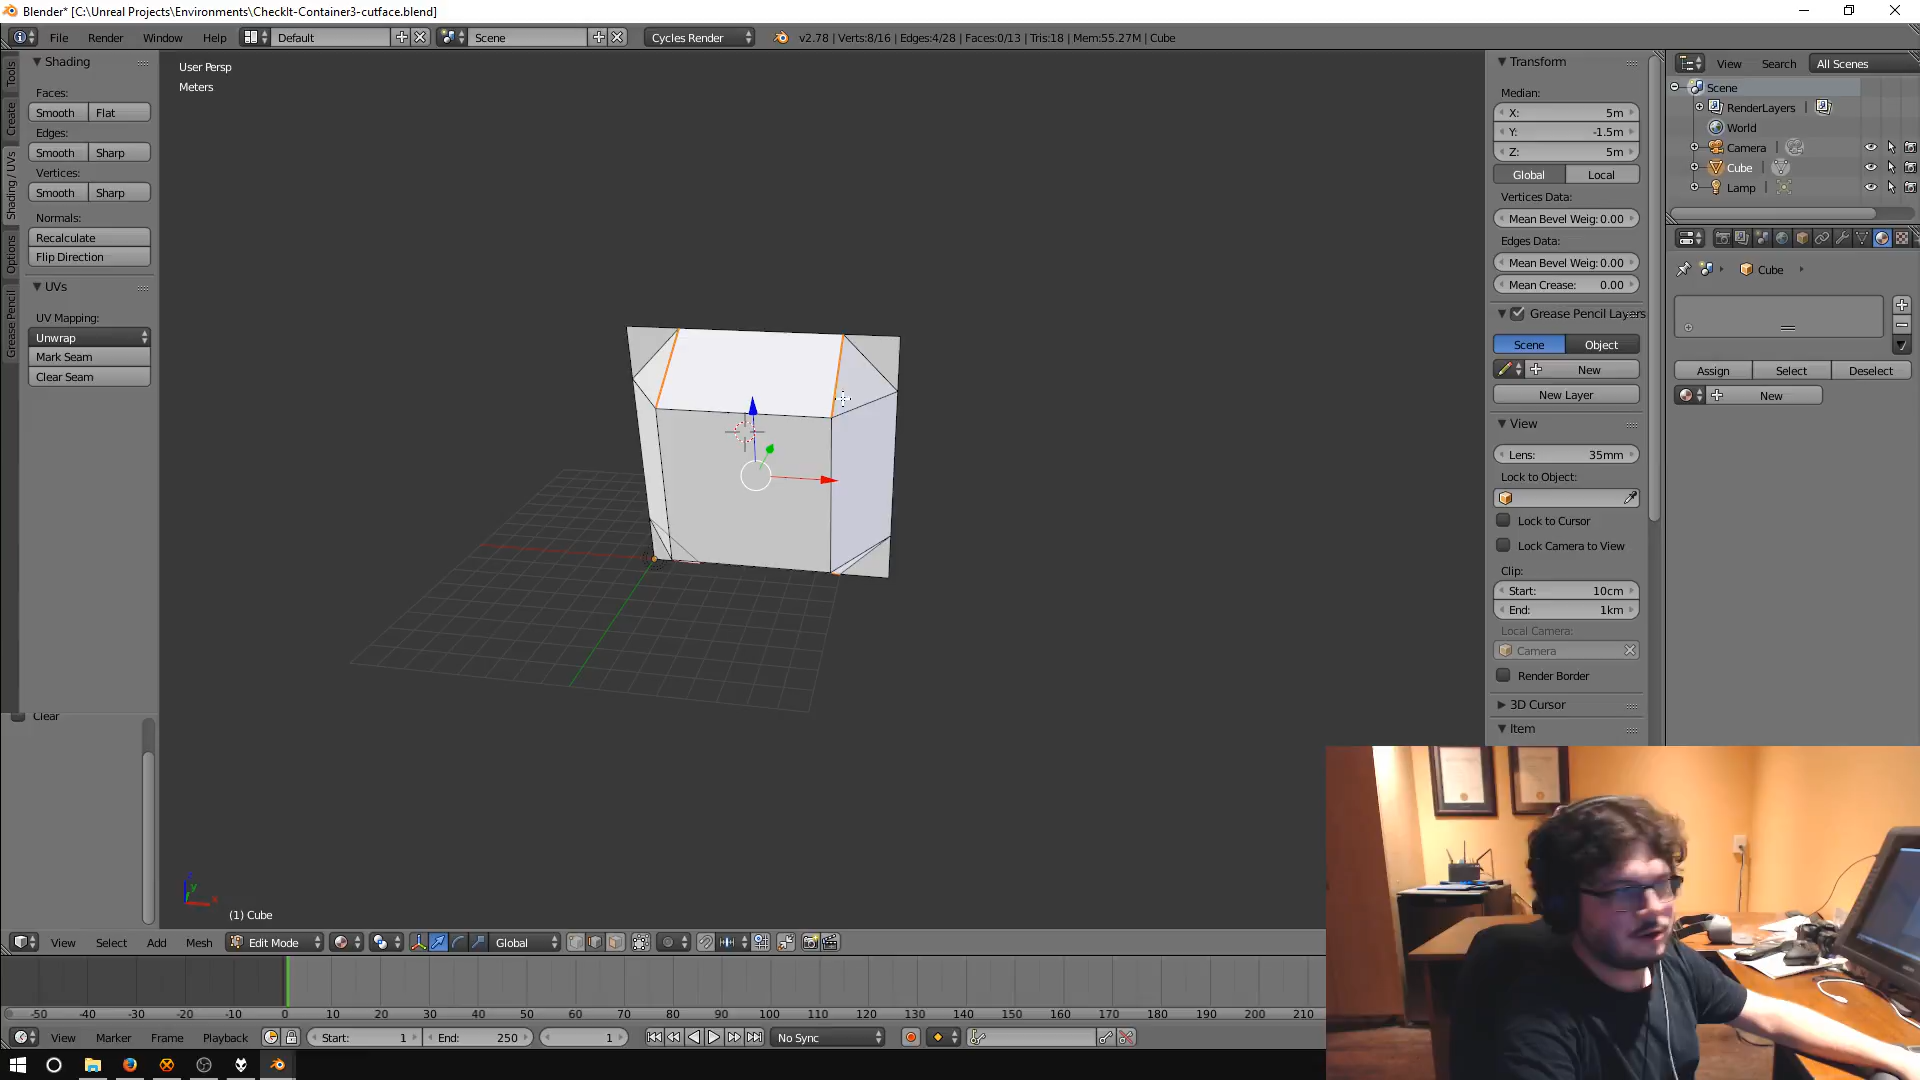 Blender* [C:\Unreal Projects\Environments\CheckIt-Container3-cutface.blend]
File Render Window Help Default Scene Cycles Render v2.78 | Verts:8/16 | Edges:4/28 | Faces:0/13 | Tris:18 | Mem:55.27M | Cube
Tools
Create
Shading / UVs
Options
Grease Pencil
Shading
Faces:
Smooth Flat
Edges:
Smooth Sharp
Vertices:
Smooth Sharp
Normals:
Recalculate
Flip Direction
UVs
UV Mapping:
Unwrap
Mark Seam
Clear Seam
Clear
User Persp
Meters
(1) Cube
Transform
Median:
X: 5m
Y: -1.5m
Z: 5m
Global Local
Vertices Data:
Mean Bevel Weig: 0.00
Edges Data:
Mean Bevel Weig: 0.00
Mean Crease: 0.00
Grease Pencil Layers
Scene Object
New
New Layer
View
Lens: 35mm
Lock to Object:
Lock to Cursor
Lock Camera to View
Clip:
Start: 10cm
End: 1km
Local Camera:
Camera
Render Border
3D Cursor
Item
View Search All Scenes
Scene
RenderLayers
World
Camera
Cube
Lamp
Cube
Assign Select Deselect
New
View Select Add Mesh Edit Mode Global
-50 -40 -30 -20 -10 0 10 20 30 40 50 60 70 80 90 100 110 120 130 140 150 160 170 180 190 200 210
View Marker Frame Playback Start: 1 End: 250 1 No Sync